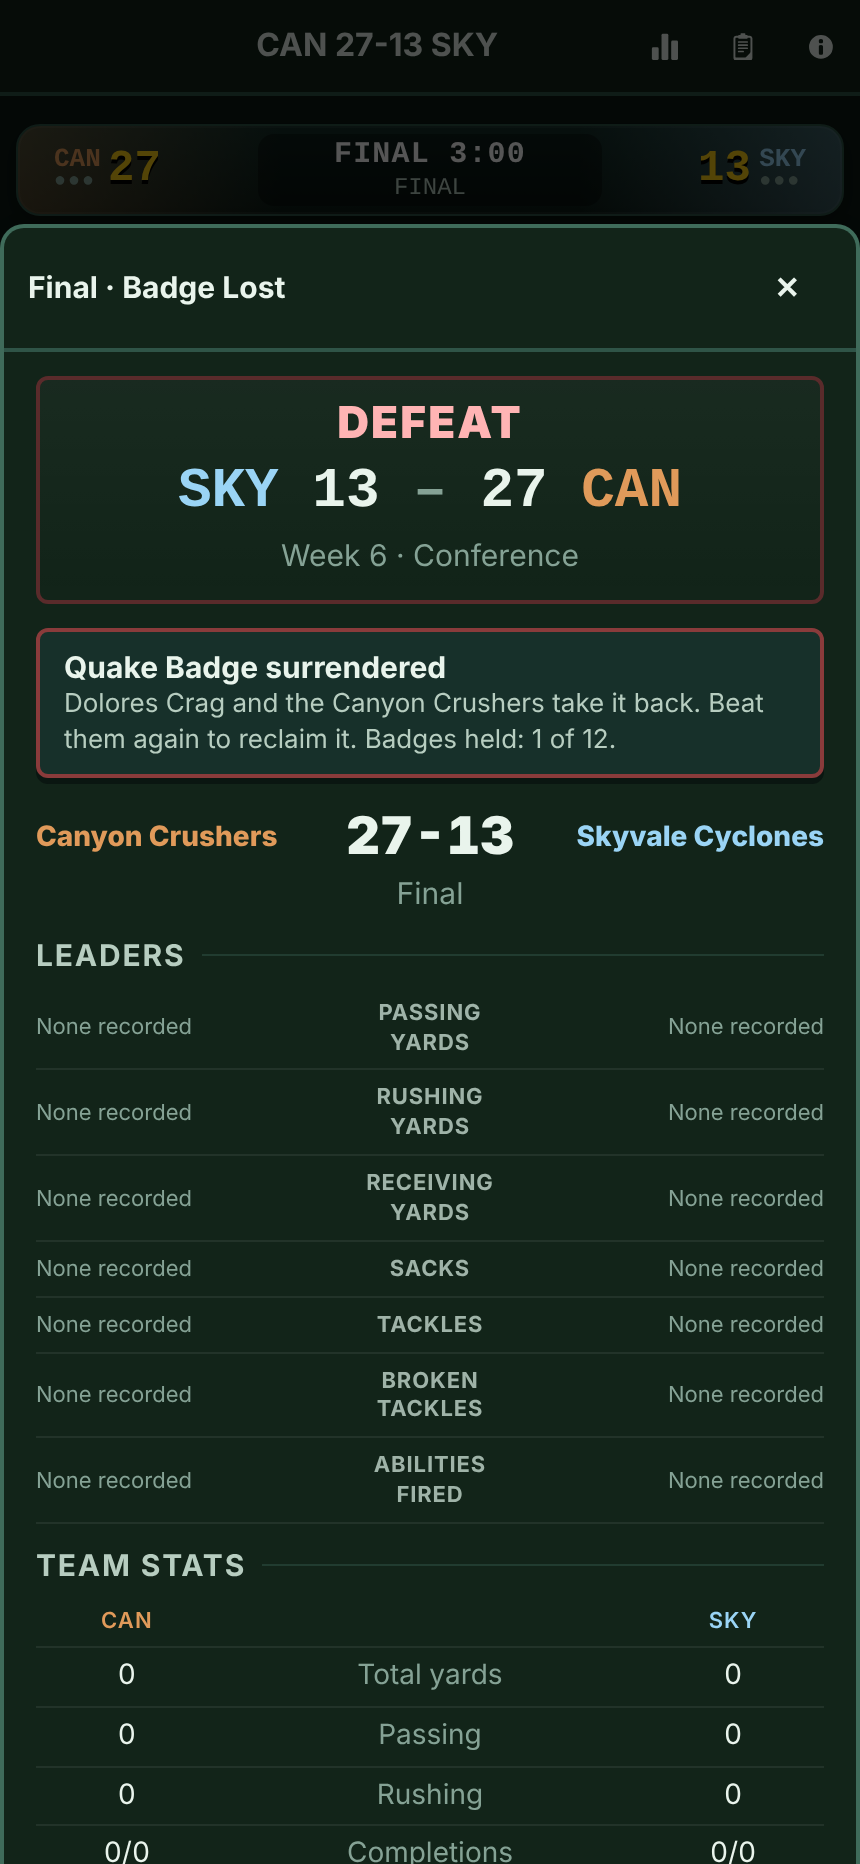 CAN 27-13 SKY
CAN 27
FINAL 3:00
FINAL
13 SKY
Final · Badge Lost
×
DEFEAT
SKY 13 – 27 CAN
Week 6 · Conference
Quake Badge surrendered
Dolores Crag and the Canyon Crushers take it back. Beat
them again to reclaim it. Badges held: 1 of 12.
Canyon Crushers 27-13 Skyvale Cyclones
Final
LEADERS
None recorded PASSING YARDS None recorded
None recorded RUSHING YARDS None recorded
None recorded RECEIVING YARDS None recorded
None recorded SACKS None recorded
None recorded TACKLES None recorded
None recorded BROKEN TACKLES None recorded
None recorded ABILITIES FIRED None recorded
TEAM STATS
CAN SKY
0 Total yards 0
0 Passing 0
0 Rushing 0
0/0 Completions 0/0